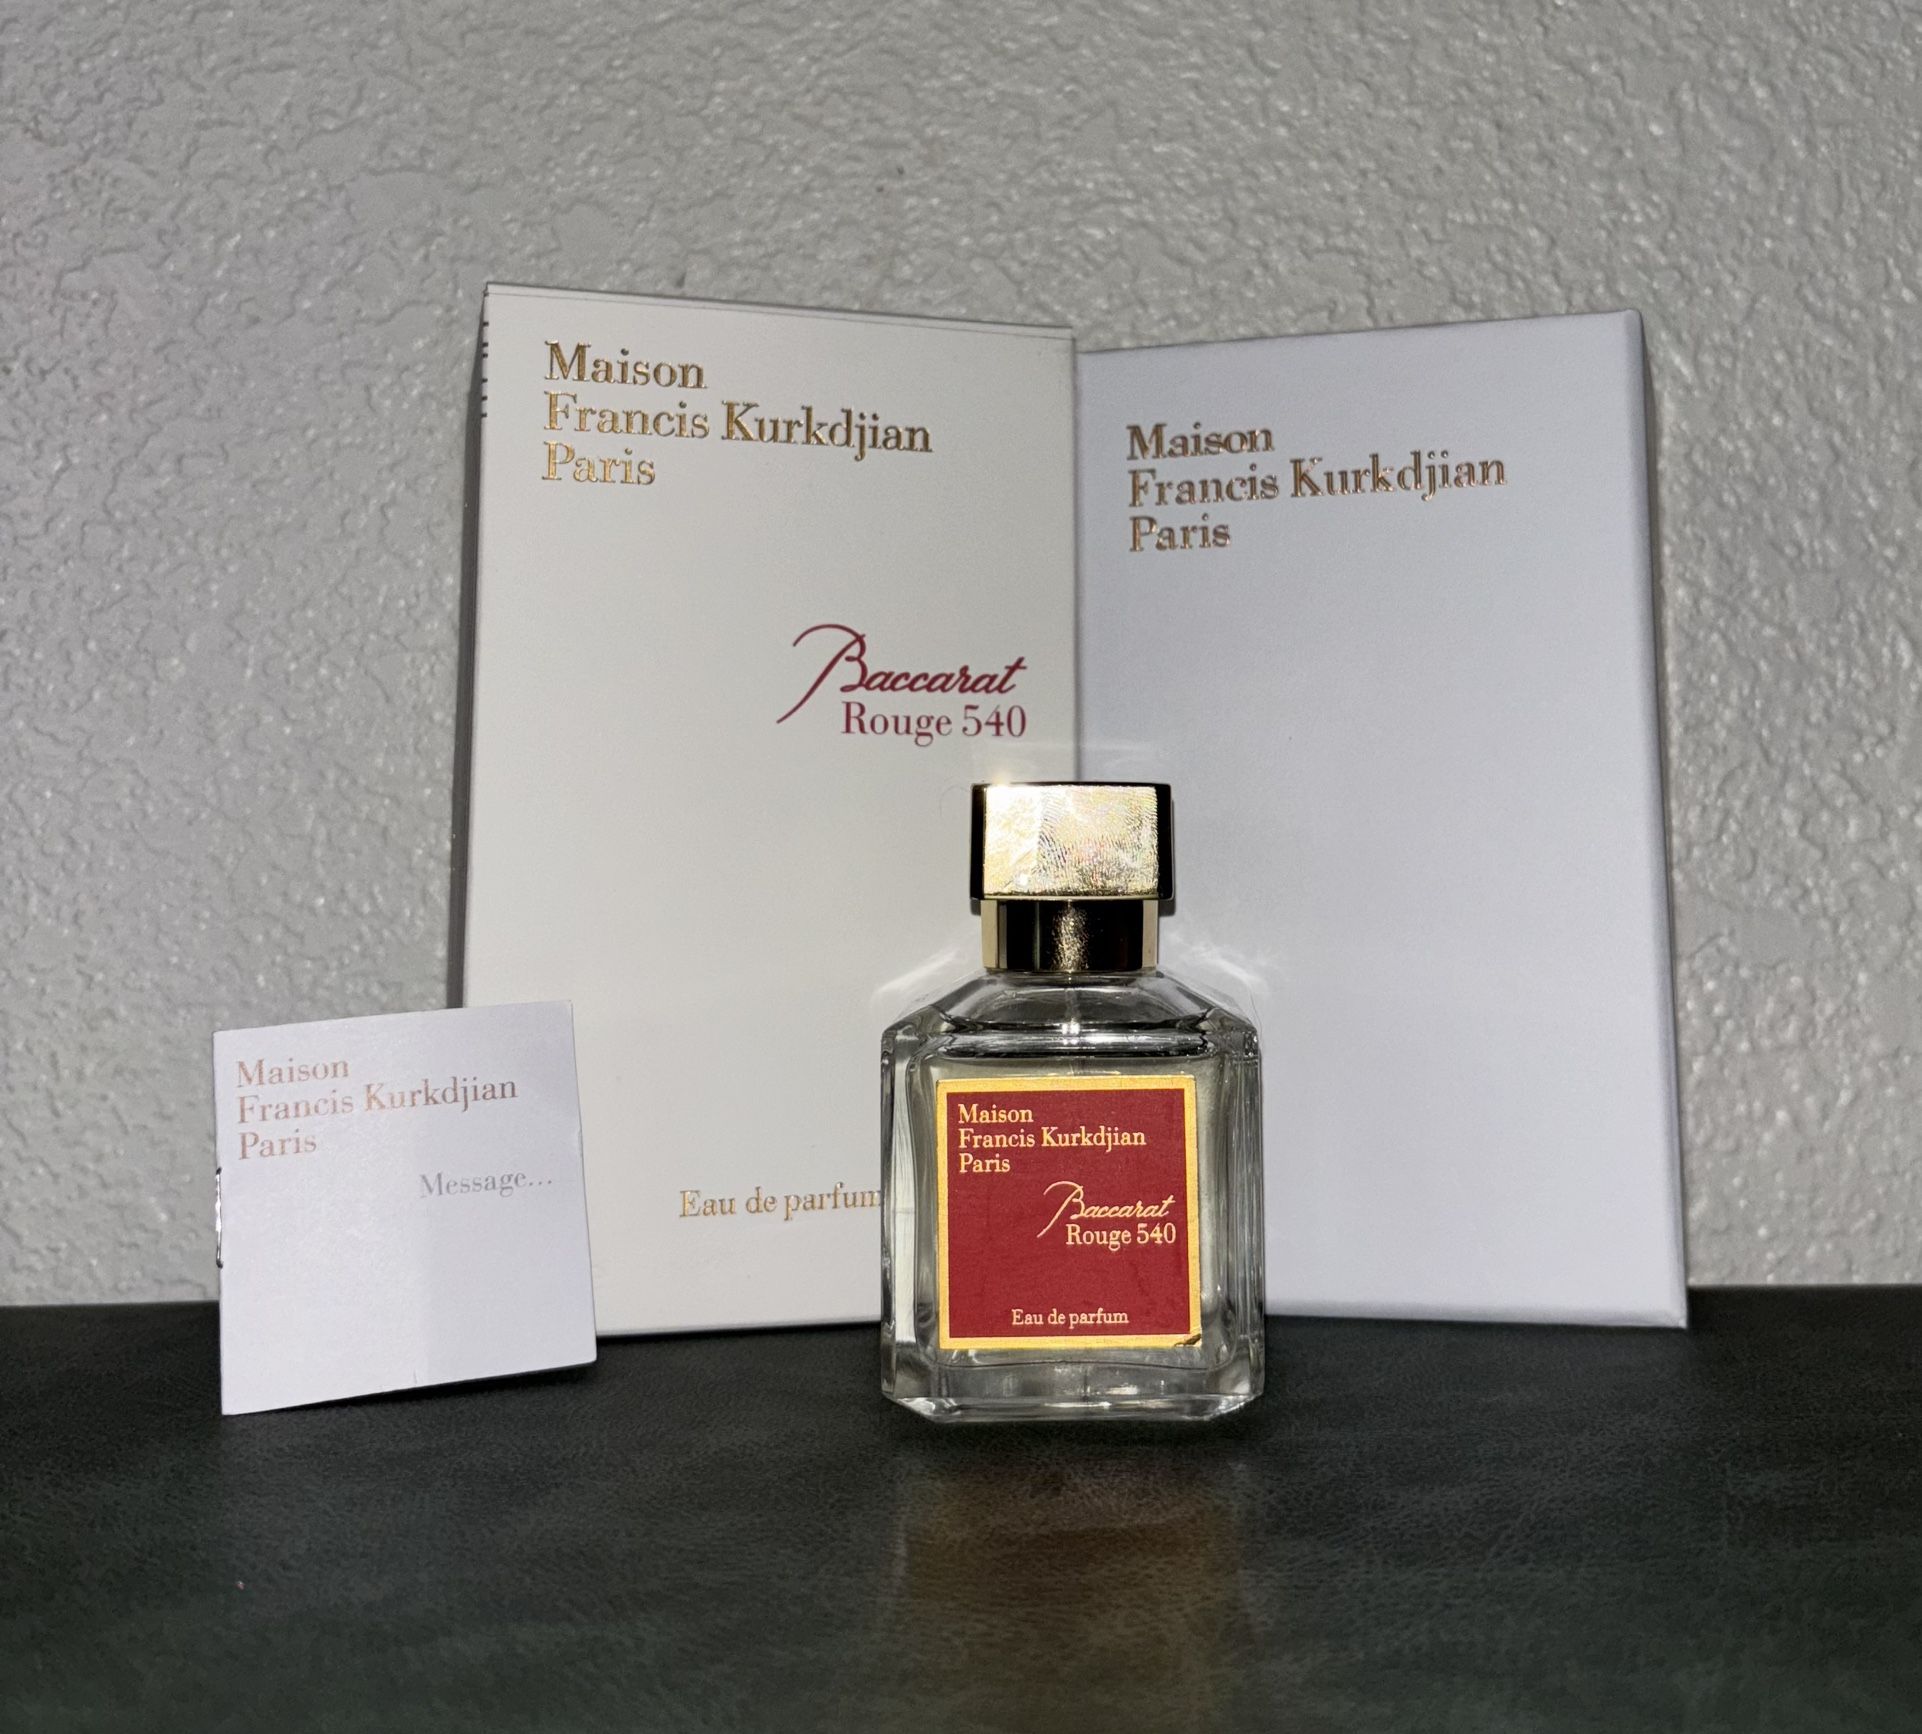 Maison
Francis Kurkdjian
Paris
Baccarat
Rouge 540
Eau de parfum
Maison
Francis Kurkdjian
Paris
Maison
Francis Kurkdjian
Paris
Message...
Maison
Francis Kurkdjian
Paris
Baccarat
Rouge 540
Eau de parfum